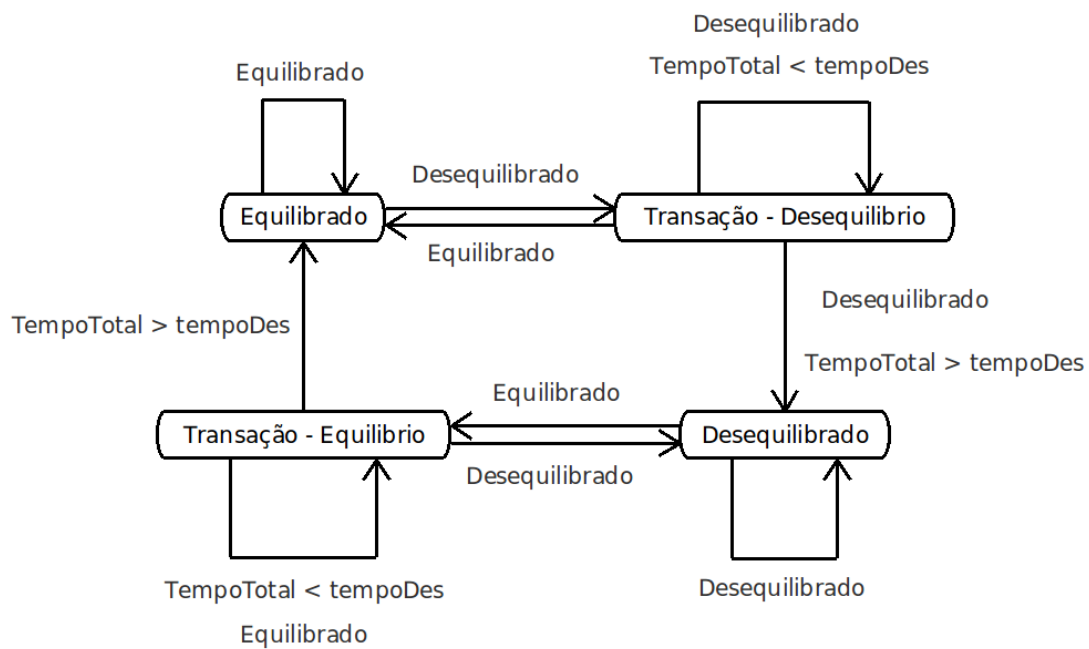 Desequilibrado
TempoTotal < tempoDes
Equilibrado
Desequilibrado
Equilibrado
Transação - Desequilibrio
Equilibrado
Desequilibrado
TempoTotal > tempoDes
TempoTotal > tempoDes
Equilibrado
Transação - Equilibrio
Desequilibrado
Desequilibrado
TempoTotal < tempoDes
Equilibrado
Desequilibrado